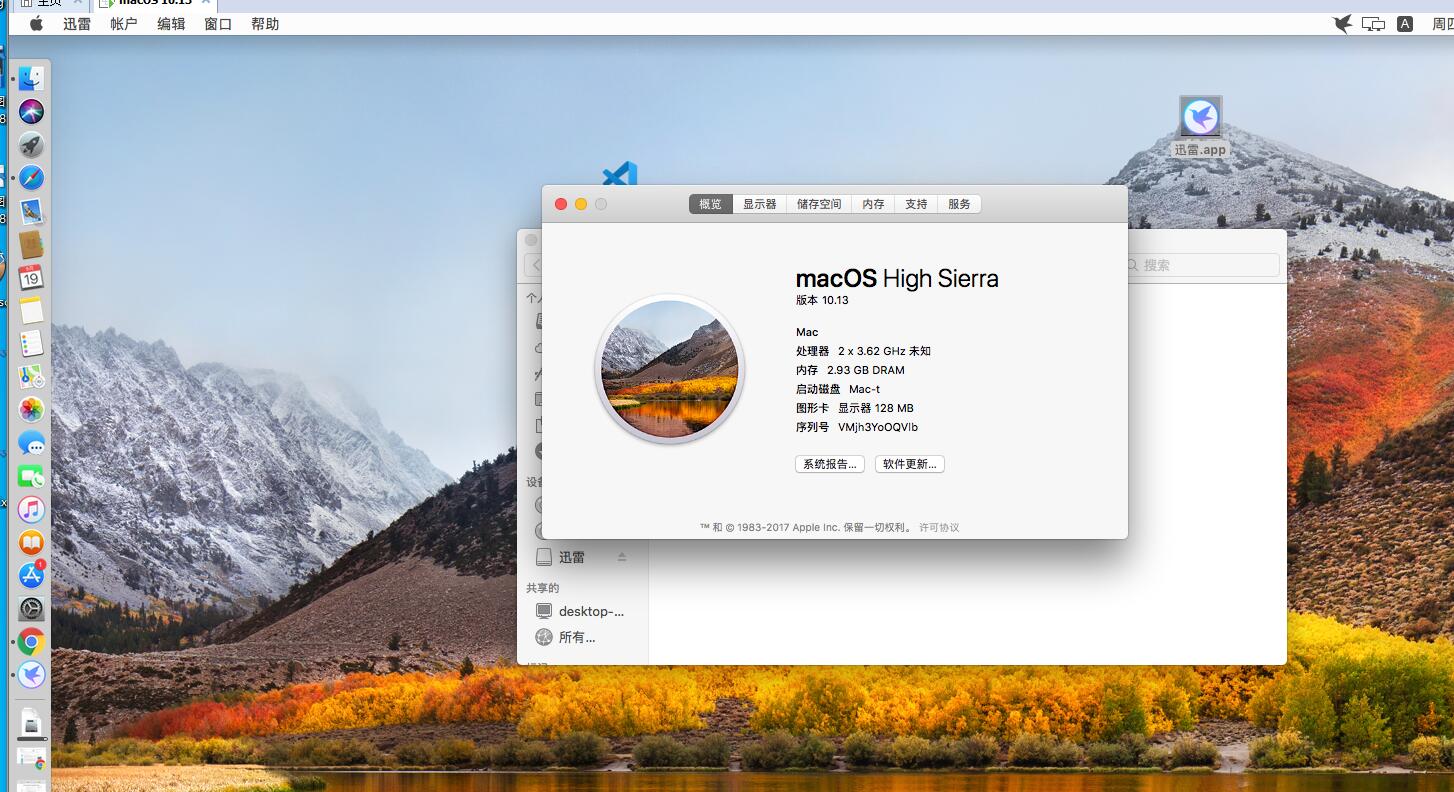 主页
macOS 10.13
迅雷 帐户 编辑 窗口 帮助
A
迅雷.app
概览 显示器 储存空间 内存 支持 服务
搜索
macOS High Sierra
版本 10.13
Mac
处理器 2 x 3.62 GHz 未知
内存 2.93 GB DRAM
启动磁盘 Mac-t
图形卡 显示器 128 MB
序列号 VMjh3YoOQVIb
系统报告... 软件更新...
™ 和 © 1983-2017 Apple Inc. 保留一切权利。 许可协议
迅雷
共享的
desktop-...
所有...
19
1